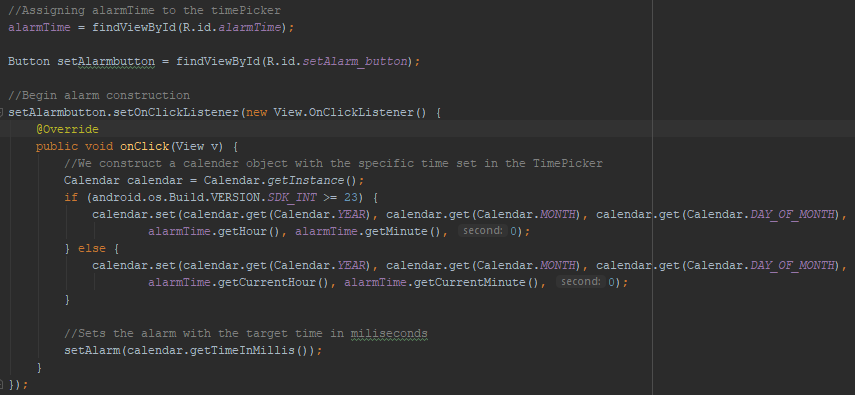 //Assigning alarmTime to the timePicker
alarmTime = findViewById(R.id.alarmTime);
Button setAlarmbutton = findViewById(R.id.setAlarm_button);
//Begin alarm construction
setAlarmbutton.setOnClickListener(new View.OnClickListener() {
@Override
public void onClick(View v) {
//We construct a calender object with the specific time set in the TimePicker
Calendar calendar = Calendar.getInstance();
if (android.os.Build.VERSION.SDK_INT >= 23) {
calendar.set(calendar.get(Calendar.YEAR), calendar.get(Calendar.MONTH), calendar.get(Calendar.DAY_OF_MONTH),
alarmTime.getHour(), alarmTime.getMinute(), second: 0);
} else {
calendar.set(calendar.get(Calendar.YEAR), calendar.get(Calendar.MONTH), calendar.get(Calendar.DAY_OF_MONTH),
alarmTime.getCurrentHour(), alarmTime.getCurrentMinute(), second: 0);
}
//Sets the alarm with the target time in miliseconds
setAlarm(calendar.getTimeInMillis());
}
});